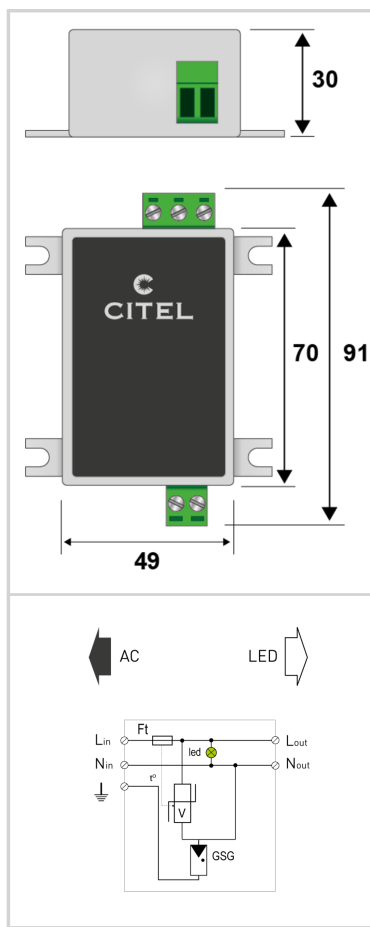 30
CITEL
70
91
49
AC
LED
Ft
Lin
Lout
led
Nin
Nout
t°
V
GSG